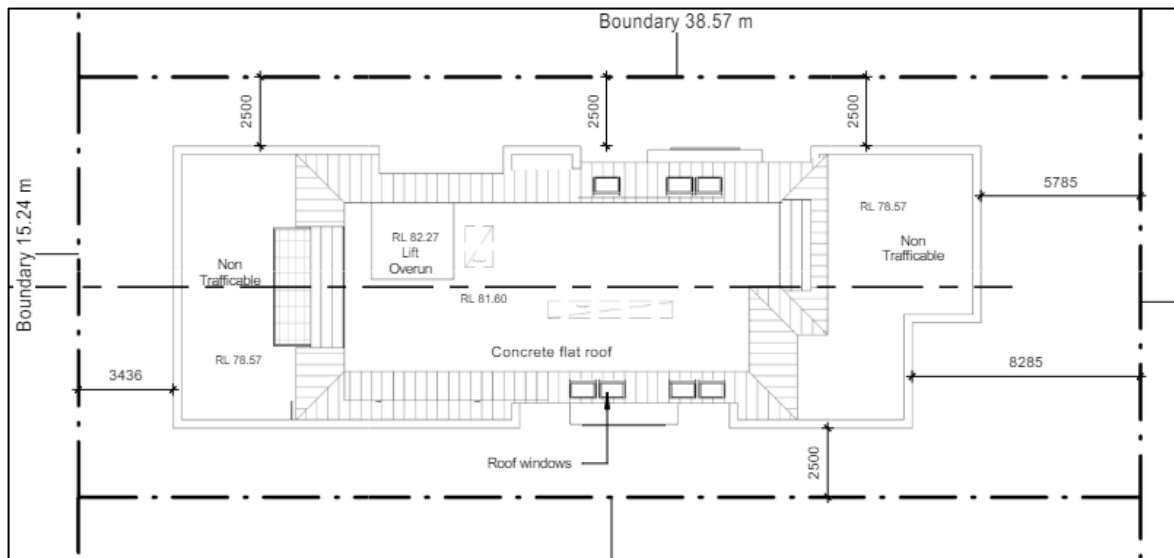 Boundary 38.57 m
2500
2500
2500
5785
Boundary 15.24 m
RL 78.57
RL 82.27
Lift
Overun
Non
Trafficable
Non
Trafficable
RL 81.60
Concrete flat roof
RL 78.57
3436
8285
Roof windows
2500